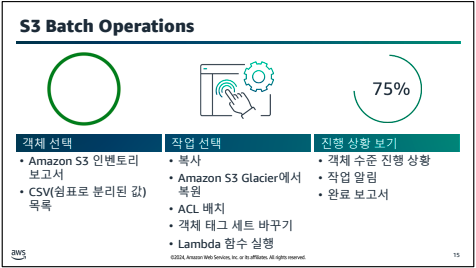 S3 Batch Operations
75%
객체 선택
• Amazon S3 인벤토리
보고서
• CSV(쉼표로 분리된 값)
목록
작업 선택
• 복사
• Amazon S3 Glacier에서
복원
• ACL 배치
• 객체 태그 세트 바꾸기
• Lambda 함수 실행
진행 상황 보기
• 객체 수준 진행 상황
• 작업 알림
• 완료 보고서
aws
©2024, Amazon Web Services, Inc. or its affiliates. All rights reserved.
15